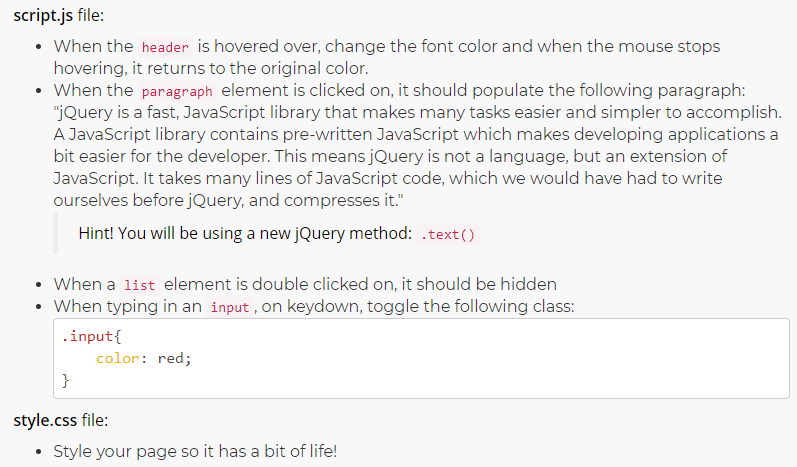 script.js file:
When the header is hovered over, change the font color and when the mouse stops
hovering, it returns to the original color.
When the paragraph element is clicked on, it should populate the following paragraph:
"jQuery is a fast, JavaScript library that makes many tasks easier and simpler to accomplish.
A JavaScript library contains pre-written JavaScript which makes developing applications a
bit easier for the developer. This means jQuery is not a language, but an extension of
JavaScript. It takes many lines of JavaScript code, which we would have had to write
ourselves before jQuery, and compresses it."
Hint! You will be using a new jQuery method: .text()
When a list element is double clicked on, it should be hidden
When typing in an input, on keydown, toggle the following class:
.input{
color: red;
}
style.css file:
Style your page so it has a bit of life!